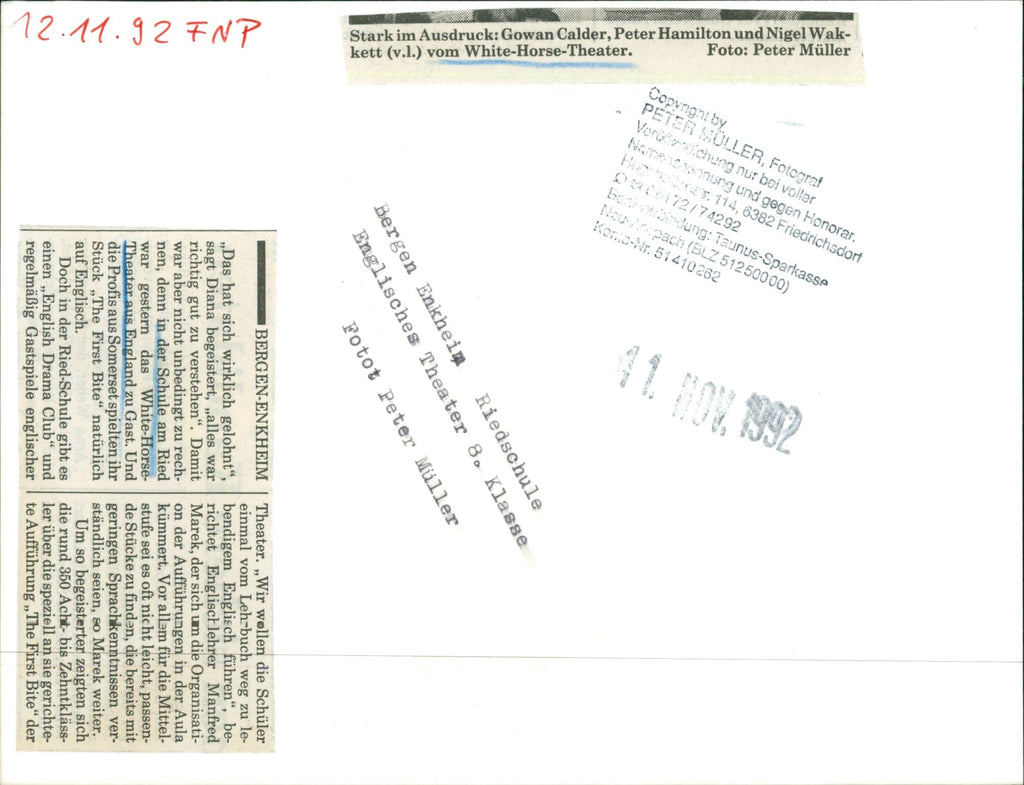 12.11.92 FNP
Stark im Ausdruck: Gowan Calder, Peter Hamilton und Nigel Wak-
kett (v.l.) vom White-Horse-Theater. Foto: Peter Müller
Copyright by
PETER MÜLLER, Fotograf
Veröffentlichung nur bei voller
Namensnennung und gegen Honorar.
114, 6382 Friedrichsdorf
06172/74292
Bankverbindung: Taunus-Sparkasse
(BLZ 51250000)
Konto-Nr. 51410262
11. NOV. 1992
Bergen Enkheim Riedschule
Englisches Theater 8. Klasse
Fotot Peter Müller
BERGEN-ENKHEIM
„Das hat sich wirklich gelohnt“,
sagt Diana begeistert, „alles war
richtig gut zu verstehen“. Damit
war aber nicht unbedingt zu rech-
nen, denn in der Schule am Ried
war gestern das White-Horse-
Theater aus England zu Gast. Und
die Profis aus Somerset spielten ihr
Stück „The First Bite“ natürlich
auf Englisch.
Doch in der Ried-Schule gibt es
einen „English Drama Club“ und
regelmäßig Gastspiele englischer
Theater. „Wir wollen die Schüler
einmal vom Leh-buch weg zu le-
bendigem Englisch führen“, be-
richtet Englischlehrer Manfred
Marek, der sich um die Organisati-
on der Aufführungen in der Aula
kümmert. Vor allem für die Mittel-
stufe sei es oft nicht leicht, passen-
de Stücke zu finden, die bereits mit
geringen Sprachkenntnissen ver-
ständlich seien, so Marek weiter.
Um so begeisterter zeigten sich
die rund 350 Acht- bis Zehntkläss-
ler über die speziell an sie gerichte-
te Aufführung „The First Bite“ der